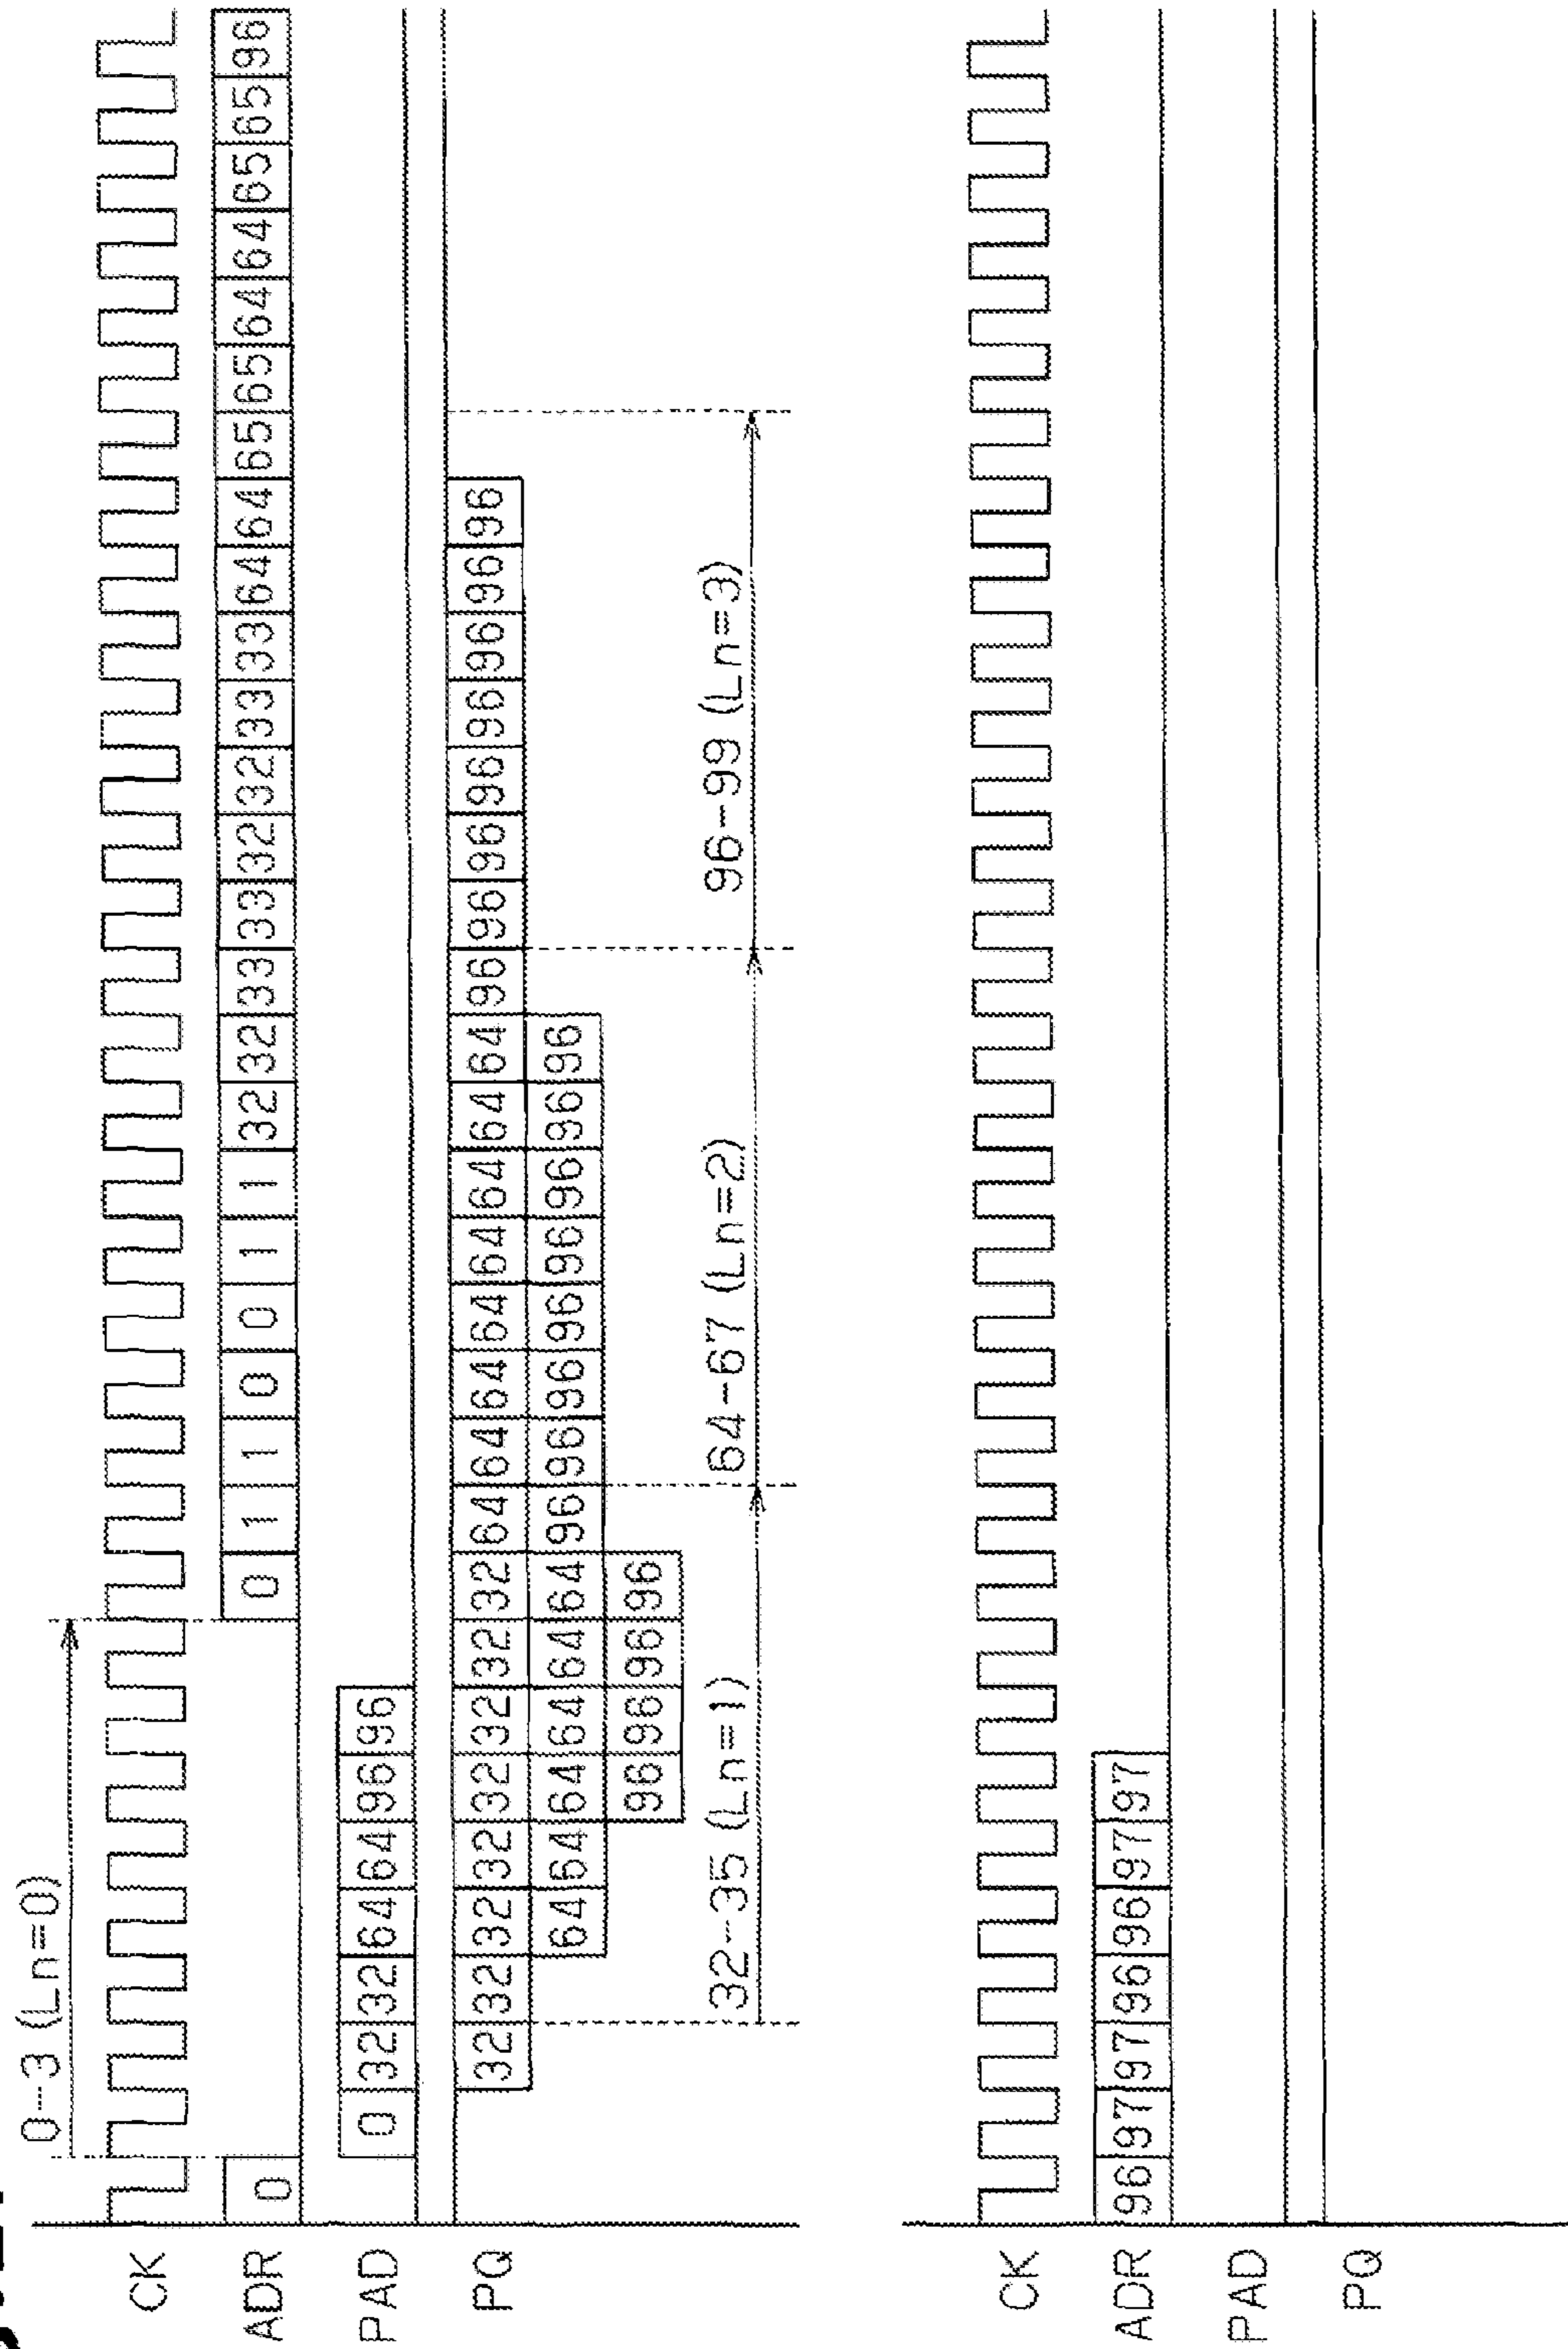 0-3 (Ln=0)
CK
ADR 0 0 1 1 0 0 1 1 32 32 33 33 32 32 33 33 64 64 65 65 64 64 65 65 96
PAD 0 32 32 64 64 96 96
PQ 32 32 32 32 32 32 32 32 64 64 64 64 64 64 64 64 96 96 96 96 96 96 96 96
64 64 64 64 64 64 96 96 96 96 96 96 96 96
96 96 96 96
32-35 (Ln=1) 64-67 (Ln=2) 96-99 (Ln=3)
CK
ADR 96 97 97 96 96 97 97
PAD
PQ